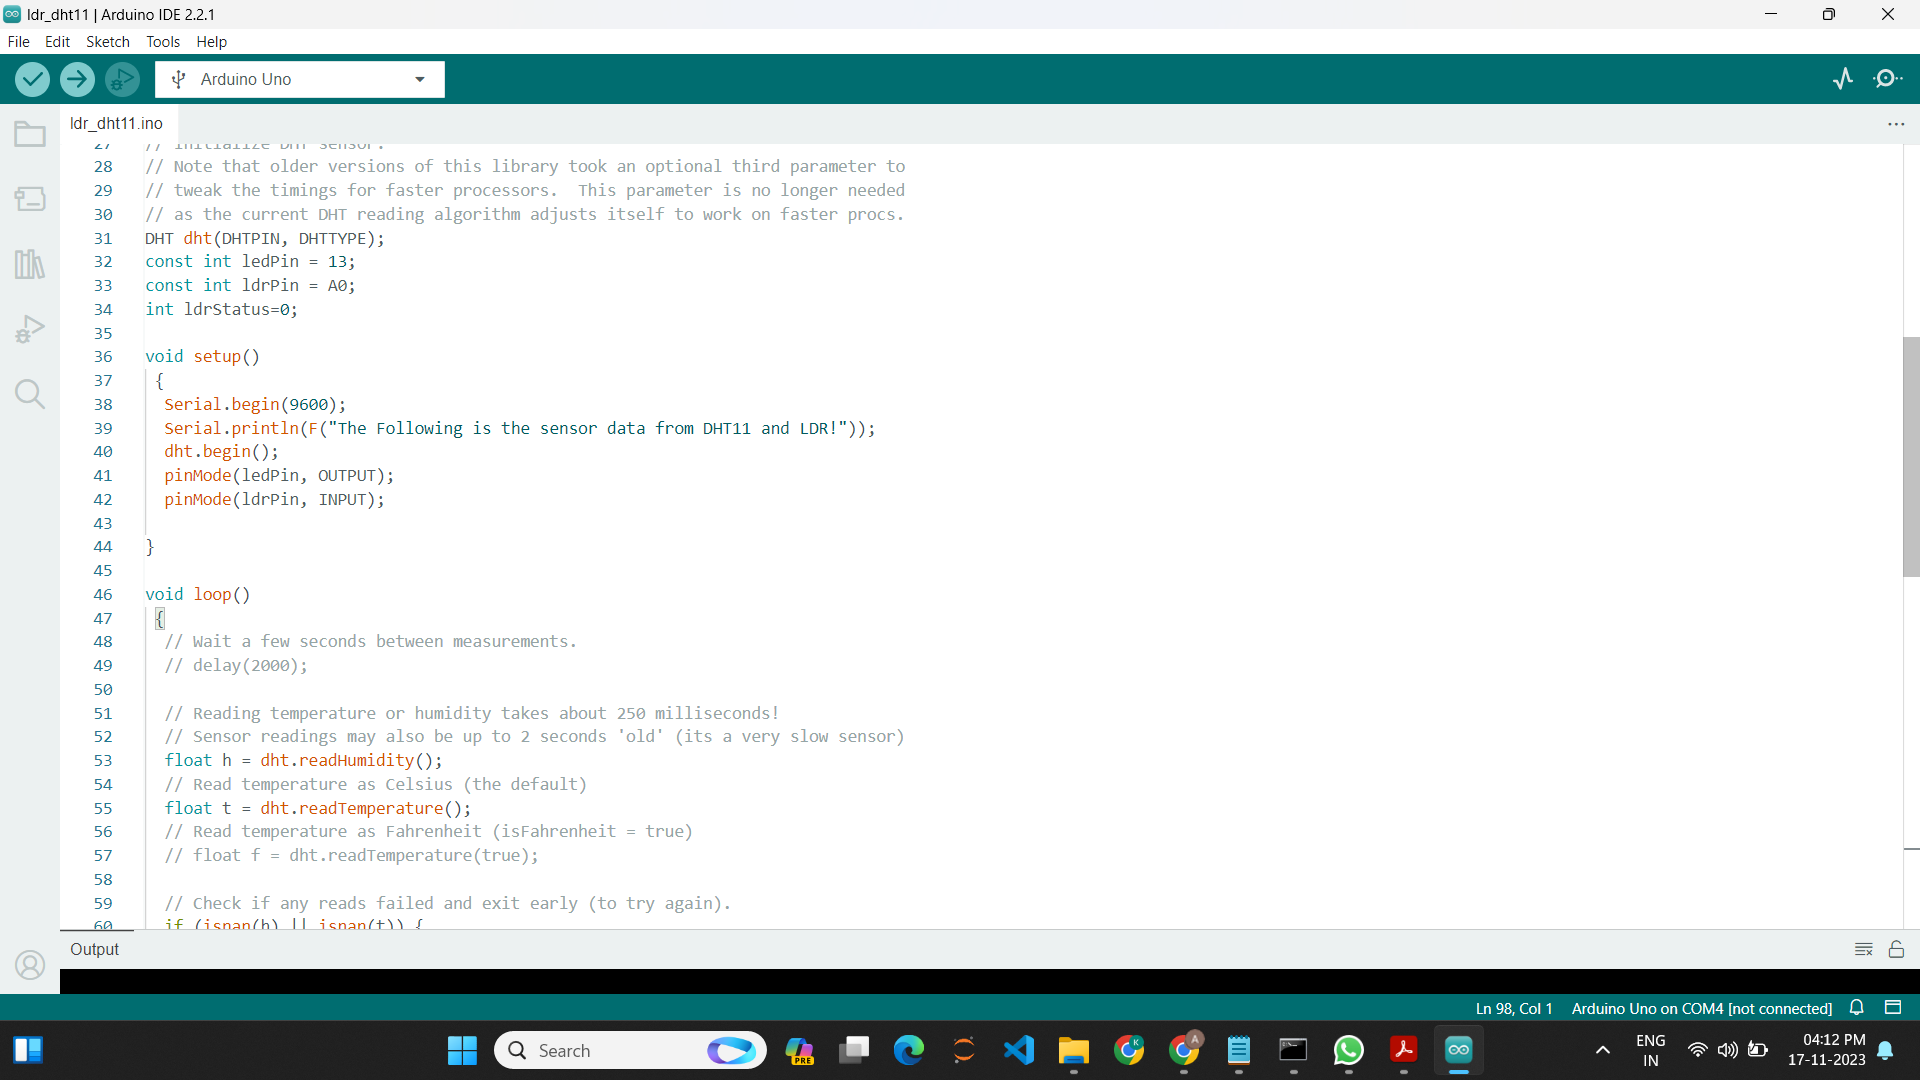 ldr_dht11 | Arduino IDE 2.2.1
File Edit Sketch Tools Help
Arduino Uno
ldr_dht11.ino
27 // Initialize DHT sensor.
28 // Note that older versions of this library took an optional third parameter to
29 // tweak the timings for faster processors.  This parameter is no longer needed
30 // as the current DHT reading algorithm adjusts itself to work on faster procs.
31 DHT dht(DHTPIN, DHTTYPE);
32 const int ledPin = 13;
33 const int ldrPin = A0;
34 int ldrStatus=0;
35
36 void setup()
37 {
38 Serial.begin(9600);
39 Serial.println(F("The Following is the sensor data from DHT11 and LDR!"));
40 dht.begin();
41 pinMode(ledPin, OUTPUT);
42 pinMode(ldrPin, INPUT);
43
44 }
45
46 void loop()
47 {
48 // Wait a few seconds between measurements.
49 // delay(2000);
50
51 // Reading temperature or humidity takes about 250 milliseconds!
52 // Sensor readings may also be up to 2 seconds 'old' (its a very slow sensor)
53 float h = dht.readHumidity();
54 // Read temperature as Celsius (the default)
55 float t = dht.readTemperature();
56 // Read temperature as Fahrenheit (isFahrenheit = true)
57 // float f = dht.readTemperature(true);
58
59 // Check if any reads failed and exit early (to try again).
60 if (isnan(h) || isnan(t)) {
Output
Ln 98, Col 1 Arduino Uno on COM4 [not connected]
Search
PRE
K
A
ENG
IN
04:12 PM
17-11-2023